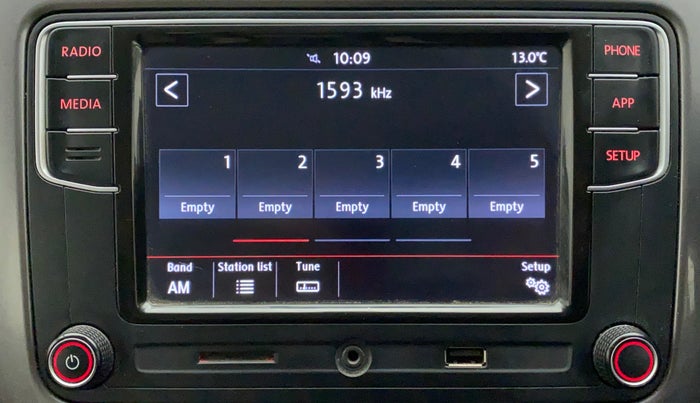 RADIO
MEDIA
10:09
13.0°C
1593 kHz
<
>
1
2
3
4
5
Empty
Empty
Empty
Empty
Empty
Band
AM
Station list
Tune
Setup
PHONE
APP
SETUP